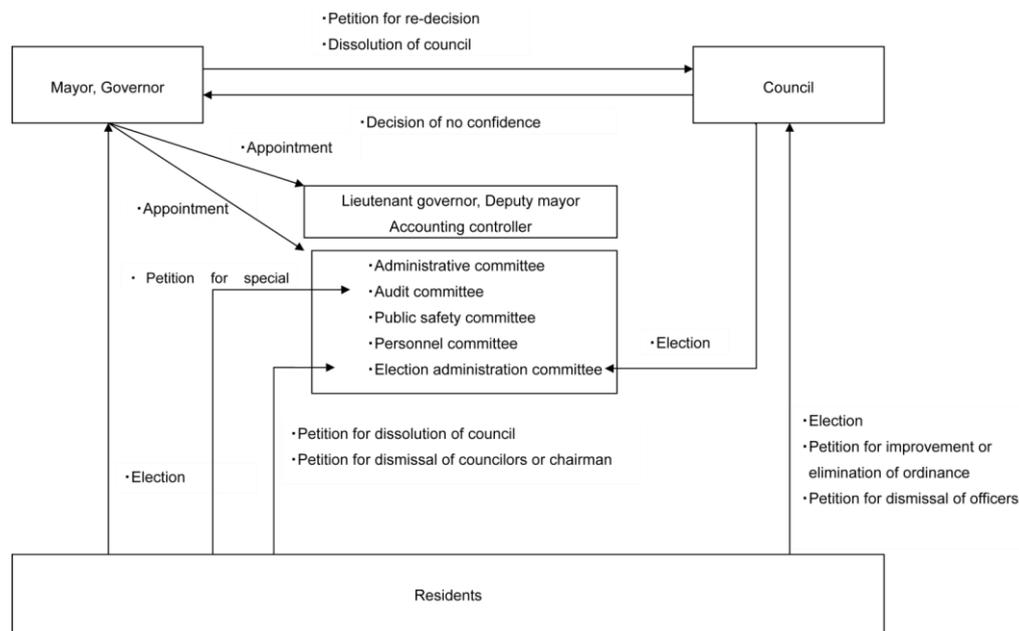 ・Petition for re-decision
・Dissolution of council
Mayor, Governor
Council
・Decision of no confidence
・Appointment
・Appointment
Lieutenant governor, Deputy mayor
Accounting controller
・Petition for special
・Administrative committee
・Audit committee
・Public safety committee
・Personnel committee
・Election administration committee
・Election
・Petition for dissolution of council
・Petition for dismissal of councilors or chairman
・Election
・Election
・Petition for improvement or
elimination of ordinance
・Petition for dismissal of officers
Residents